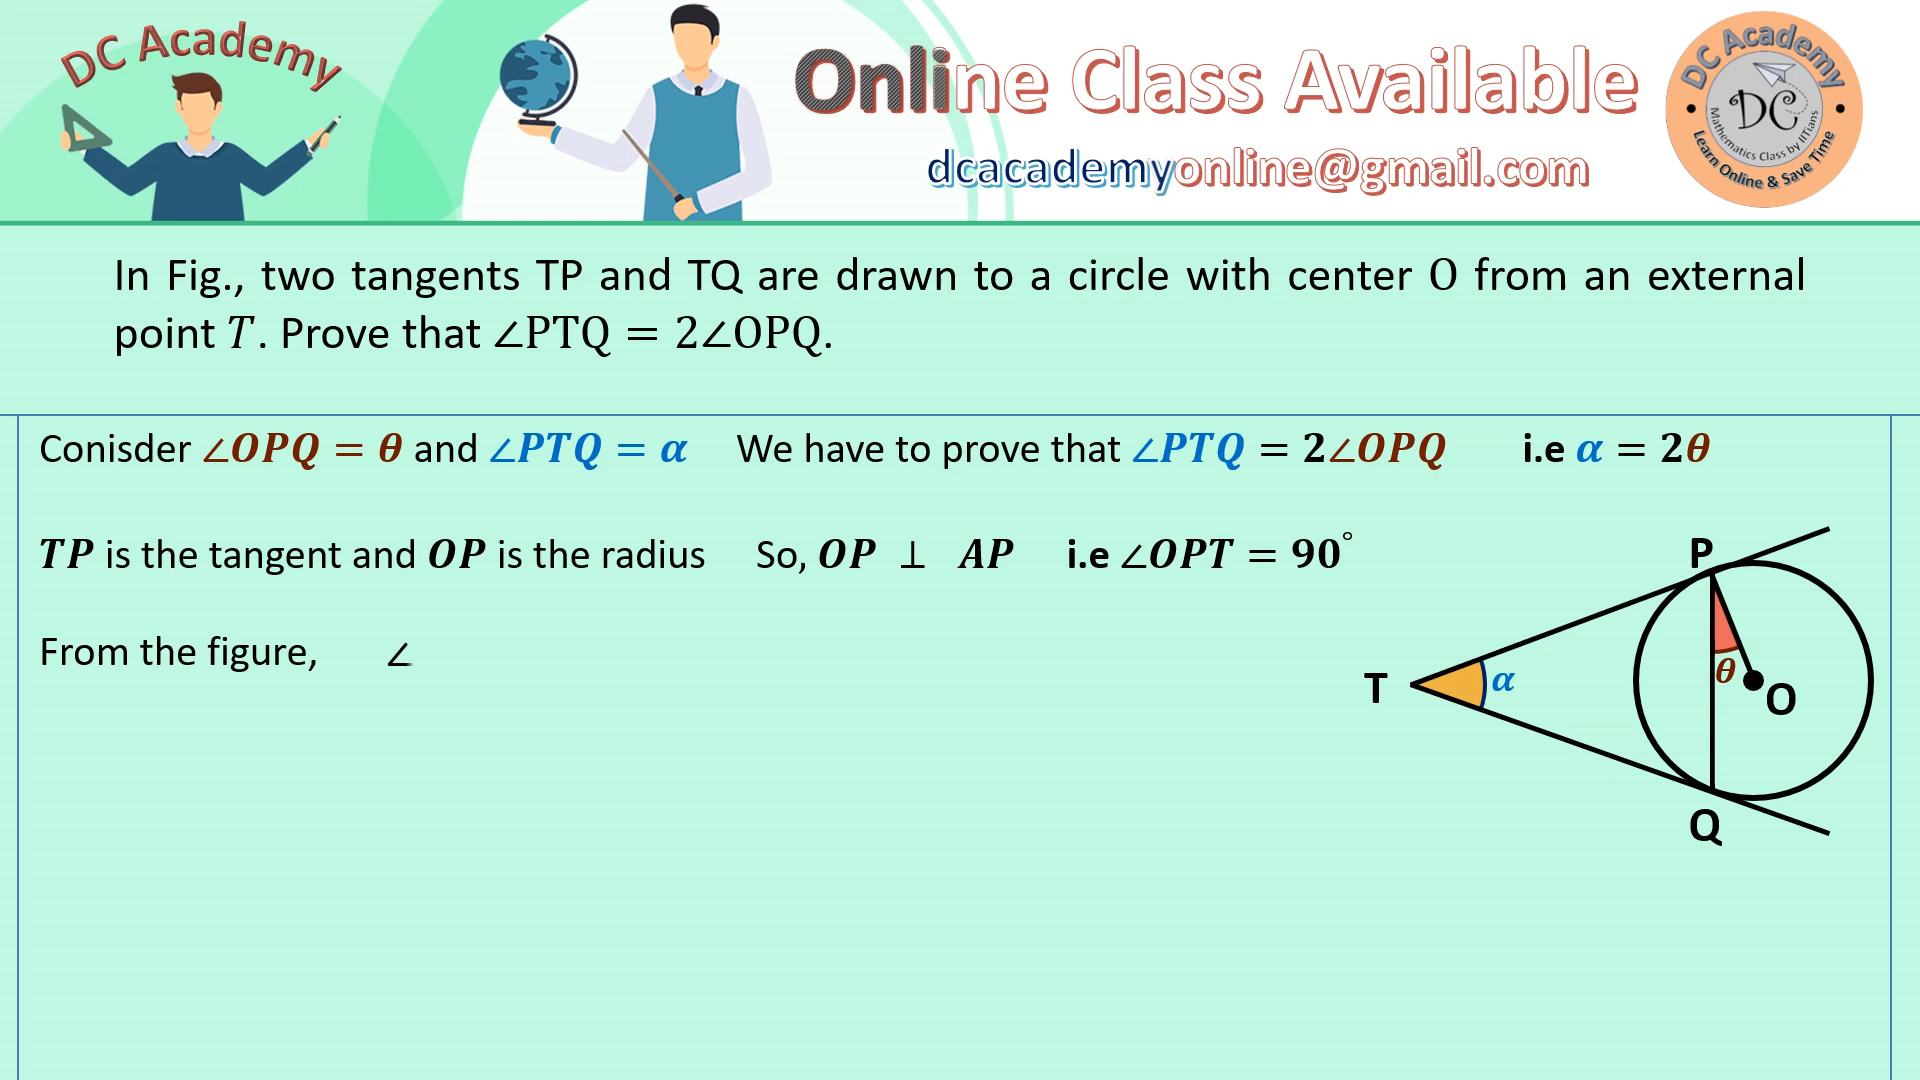 DC Academy
Online Class Available
dcacademyonline@gmail.com
DC Academy
DC
Mathematics Class by IITians
Learn Online & Save Time
In Fig., two tangents TP and TQ are drawn to a circle with center O from an external
point T. Prove that ∠PTQ = 2∠OPQ.
Conisder ∠OPQ = θ and ∠PTQ = α We have to prove that ∠PTQ = 2∠OPQ i.e α = 2θ
TP is the tangent and OP is the radius So, OP ⊥ AP i.e ∠OPT = 90°
From the figure, ∠
P
T
α
θ
O
Q